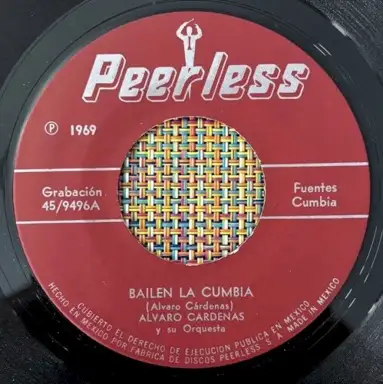 Peerless
Ⓟ 1969
Grabación
45/9496A
Fuentes
Cumbia
BAILEN LA CUMBIA
(Alvaro Cárdenas)
ALVARO CARDENAS
y su Orquesta
CUBIERTO EL DERECHO DE EJECUCION PUBLICA EN MEXICO
HECHO EN MEXICO POR FABRICA DE DISCOS PEERLESS S.A MADE IN MEXICO